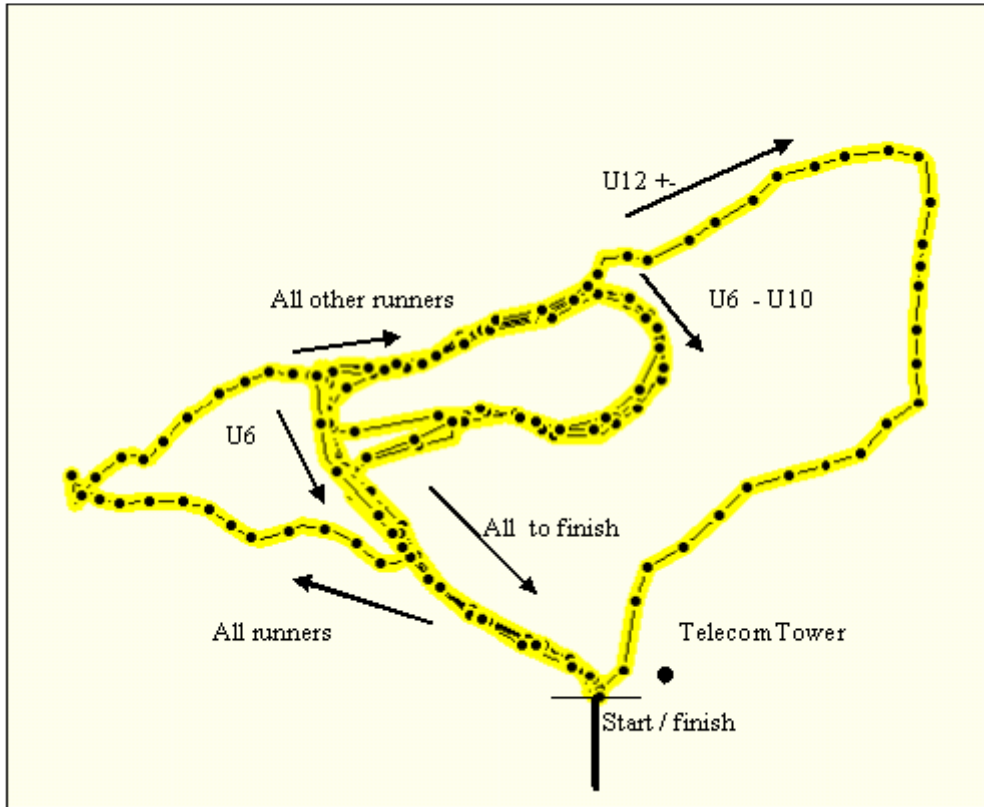 U12 +-
All other runners
U6 - U10
U6
All to finish
All runners
Telecom Tower
Start / finish